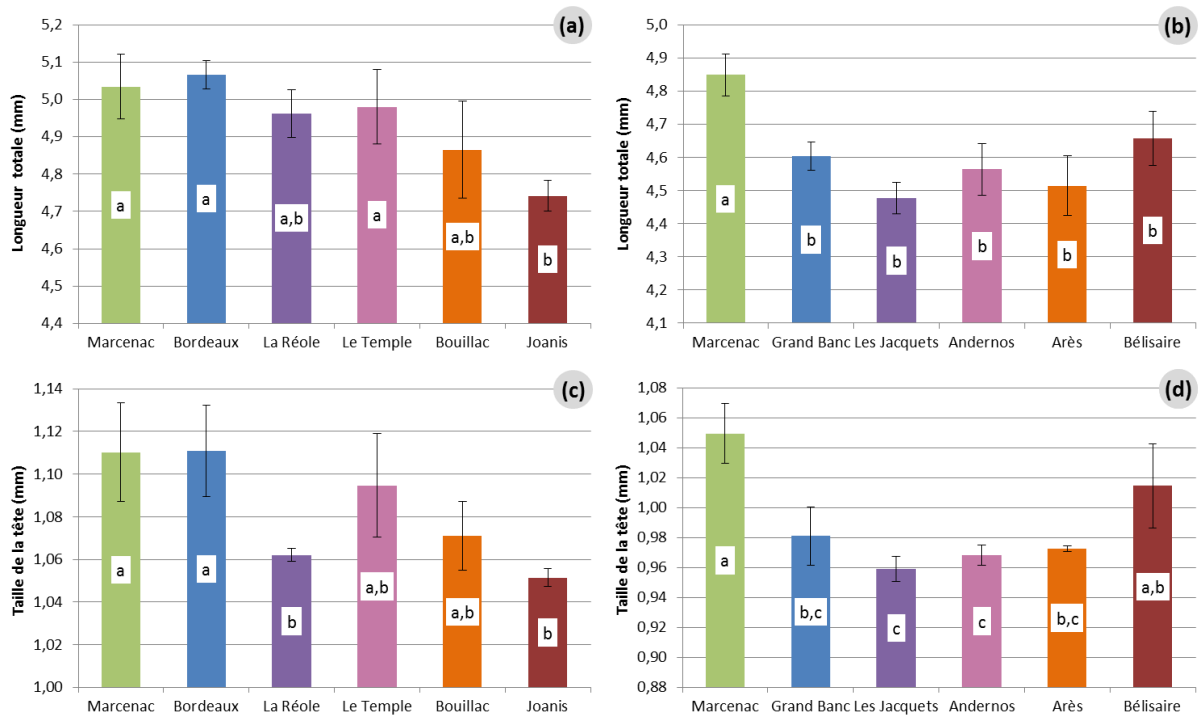 (a)
Longueur totale (mm)
5,2
5,1
5,0
4,9
4,8
4,7
4,6
4,5
4,4
a
a
a,b
a
a,b
b
Marcenac Bordeaux La Réole Le Temple Bouillac Joanis
(b)
Longueur totale (mm)
5,0
4,9
4,8
4,7
4,6
4,5
4,4
4,3
4,2
4,1
a
b
b
b
b
b
Marcenac Grand Banc Les Jacquets Andernos Arès Bélisaire
(c)
Taille de la tête (mm)
1,14
1,12
1,10
1,08
1,06
1,04
1,02
1,00
a
a
b
a,b
a,b
b
Marcenac Bordeaux La Réole Le Temple Bouillac Joanis
(d)
Taille de la tête (mm)
1,08
1,06
1,04
1,02
1,00
0,98
0,96
0,94
0,92
0,90
0,88
a
b,c
c
c
b,c
a,b
Marcenac Grand Banc Les Jacquets Andernos Arès Bélisaire